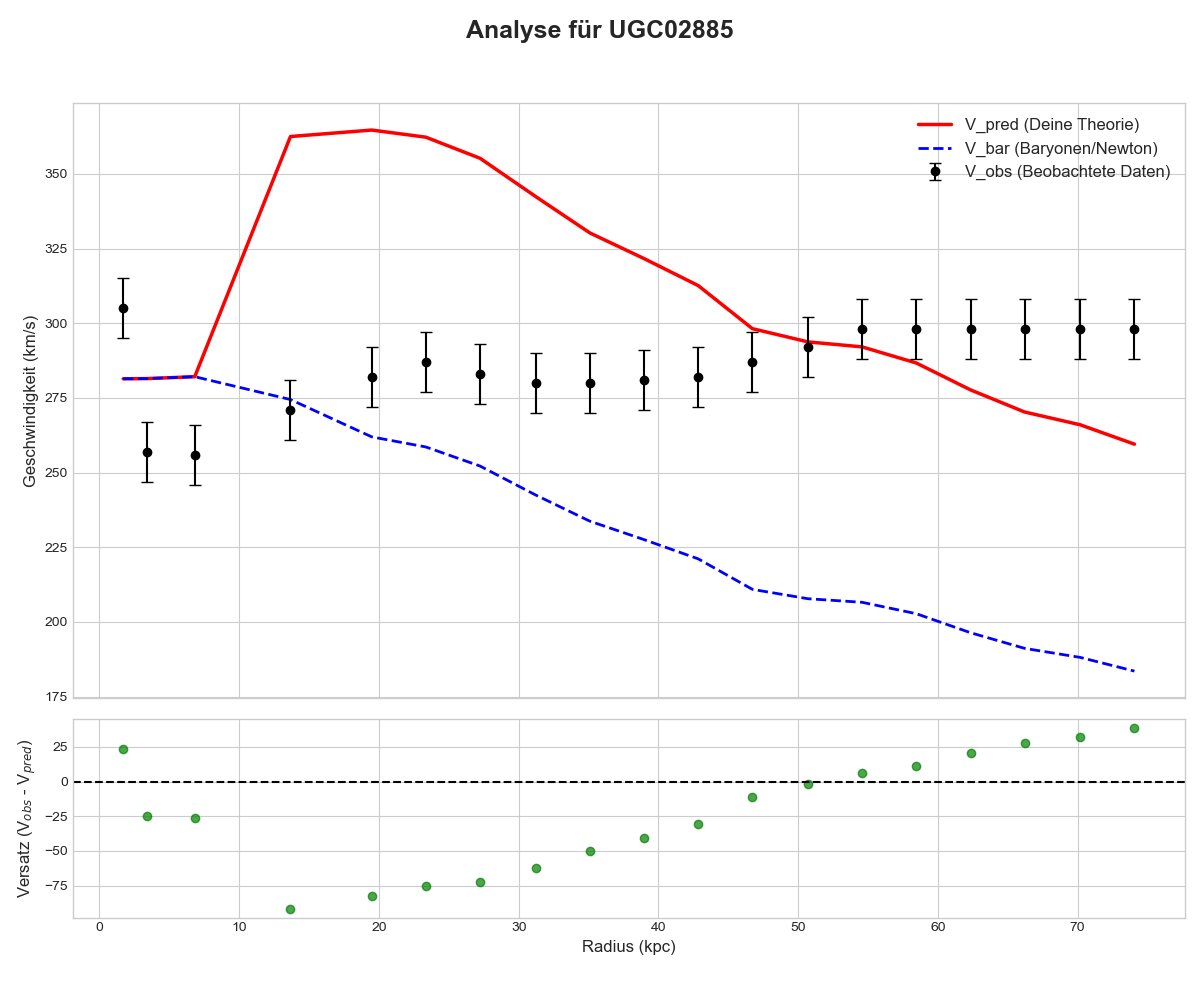 Analyse für UGC02885
V_pred (Deine Theorie)
V_bar (Baryonen/Newton)
V_obs (Beobachtete Daten)
Geschwindigkeit (km/s)
350
325
300
275
250
225
200
175
Versatz (V_obs - V_pred)
25
0
−25
−50
−75
0 10 20 30 40 50 60 70
Radius (kpc)